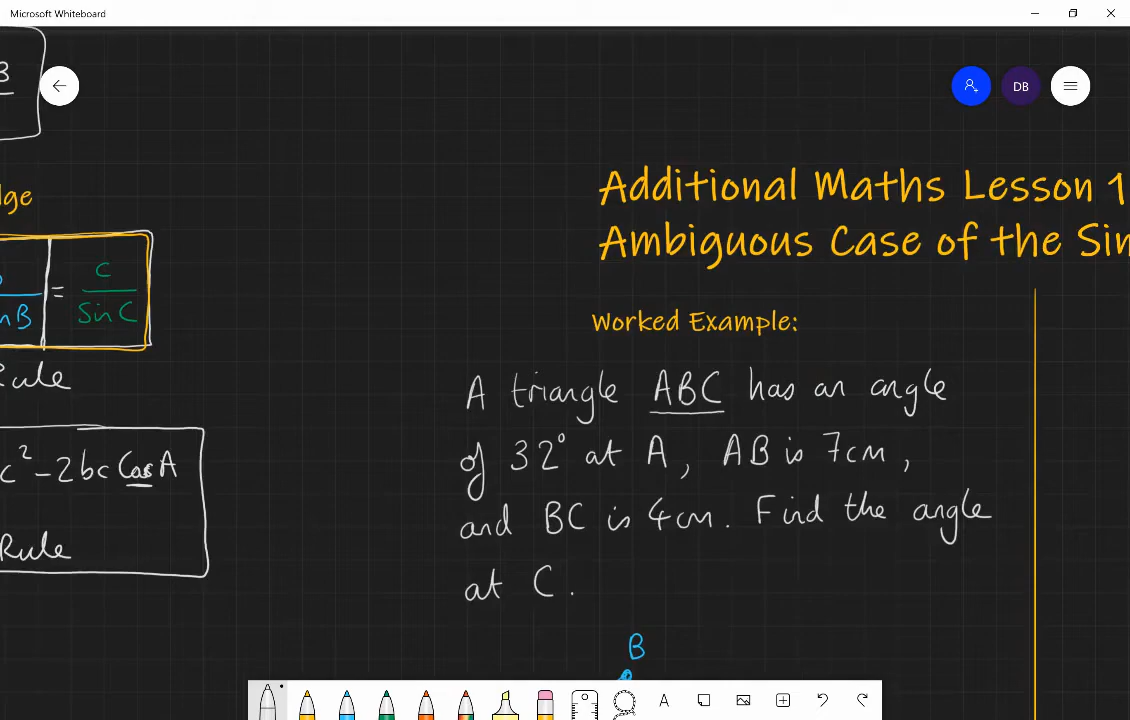 Microsoft Whiteboard
B
DB
Additional Maths Lesson 1
Ambiguous Case of the Sin
Worked Example:
c
Sin C
=
B
Rule
c² - 2bc Cos A
Rule
A triangle ABC has an angle
of 32° at A, AB is 7cm,
and BC is 4cm. Find the angle
at C.
B
A